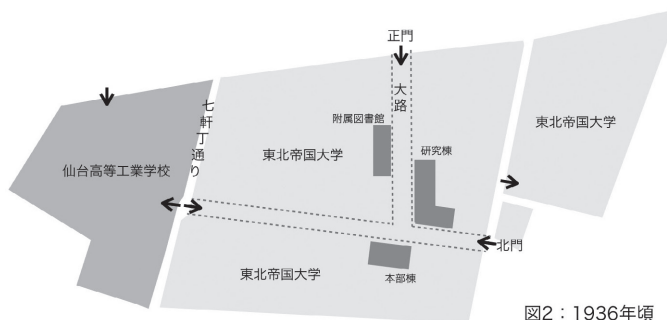 正門
大路
七軒丁通り
附属図書館
研究棟
東北帝国大学
東北帝国大学
仙台高等工業学校
北門
東北帝国大学
本部棟
図2：1936年頃